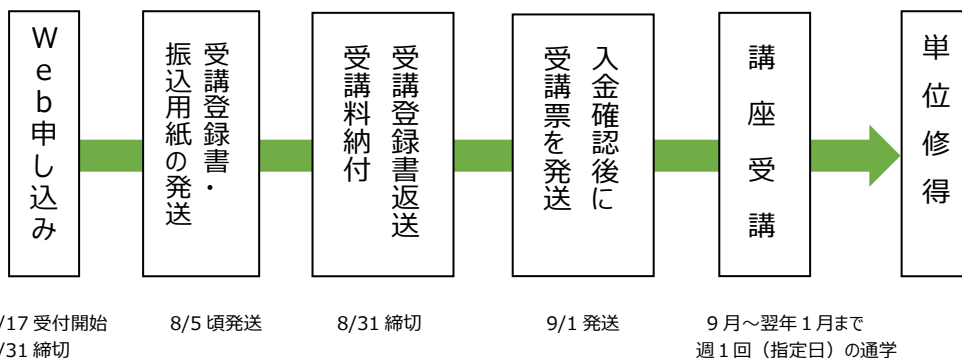 Web申し込み
受講登録書・
振込用紙の発送
受講登録書返送
受講料納付
入金確認後に
受講票を発送
講座受講
単位修得
/17 受付開始
/31 締切
8/5 頃発送
8/31 締切
9/1 発送
9月～翌年1月まで
週1回（指定日）の通学